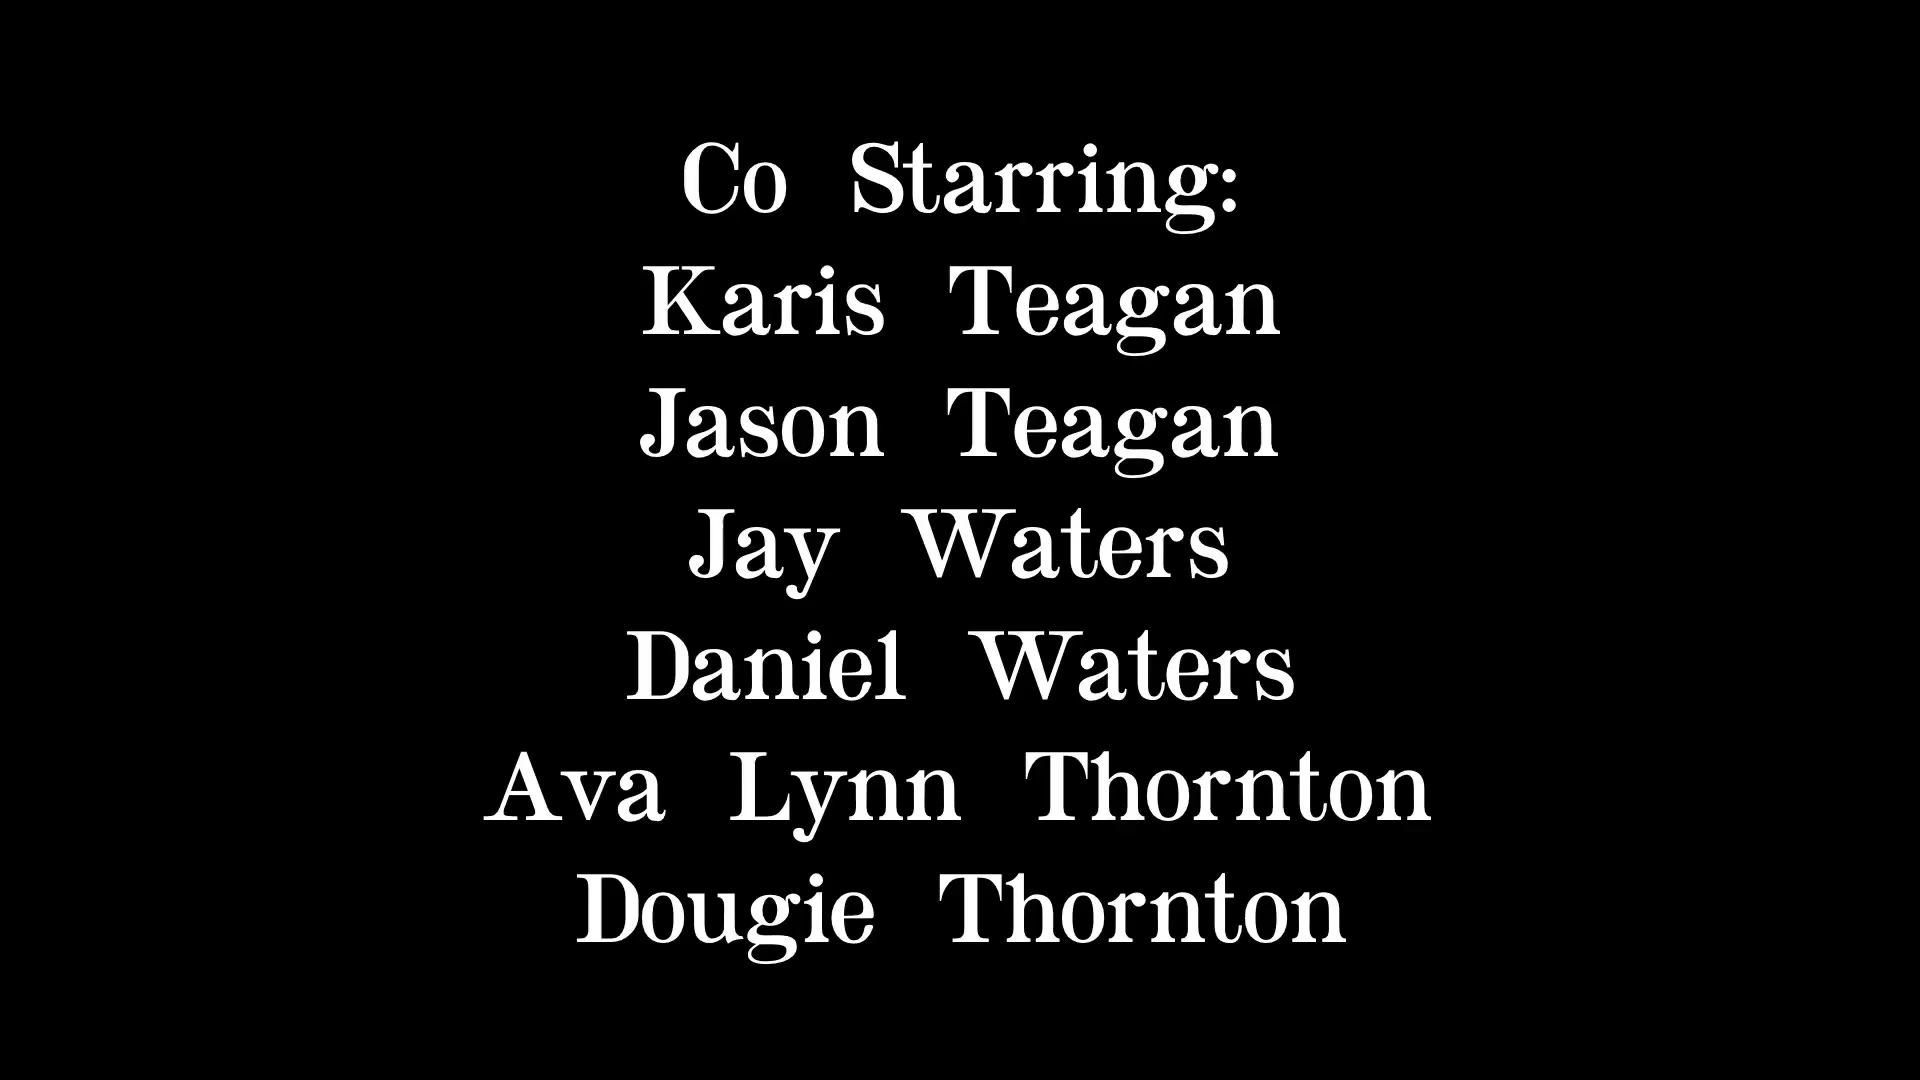 Co Starring:
Karis Teagan
Jason Teagan
Jay Waters
Daniel Waters
Ava Lynn Thornton
Dougie Thornton